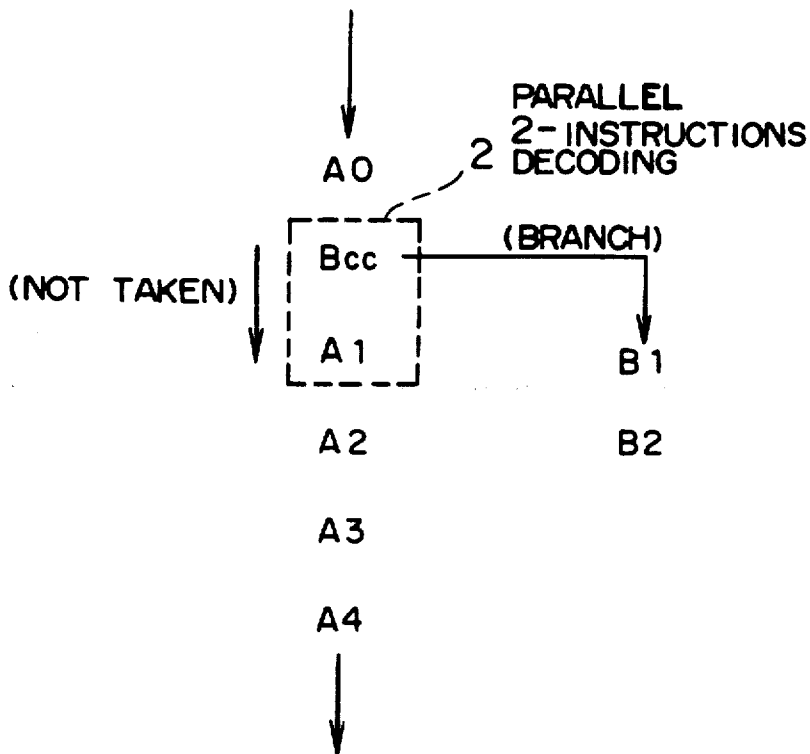 PARALLEL
2-INSTRUCTIONS
2 DECODING
A0
Bcc
(BRANCH)
(NOT TAKEN)
A1
B1
A2
B2
A3
A4